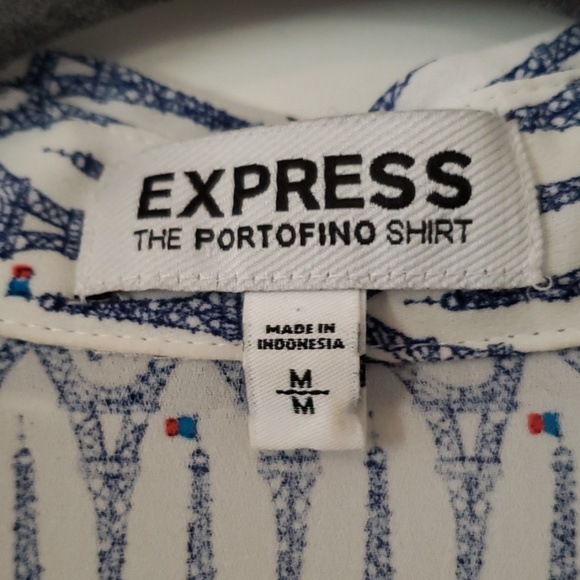 EXPRESS
THE PORTOFINO SHIRT
MADE IN
INDONESIA
M
M